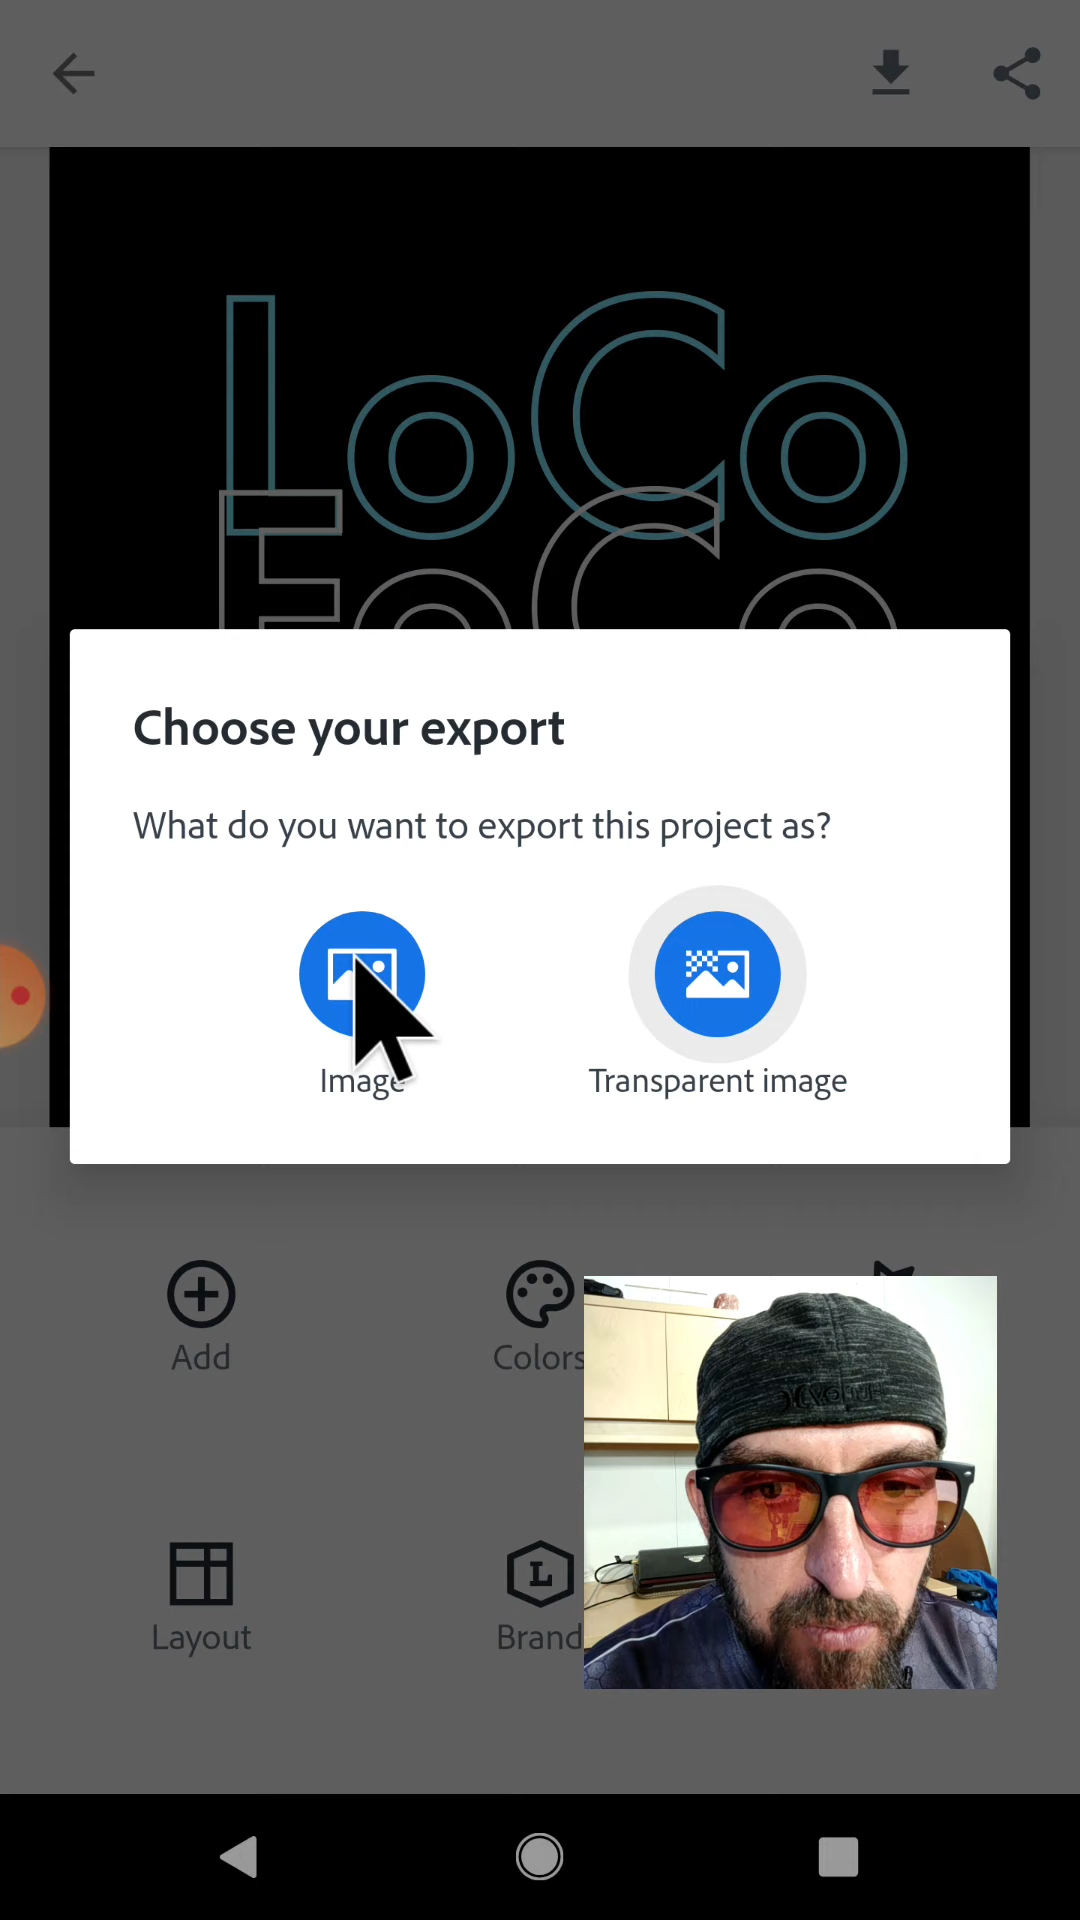 LoCo
FoCo
Choose your export
What do you want to export this project as?
Image
Transparent image
Add
Colors
Layout
L
Brand